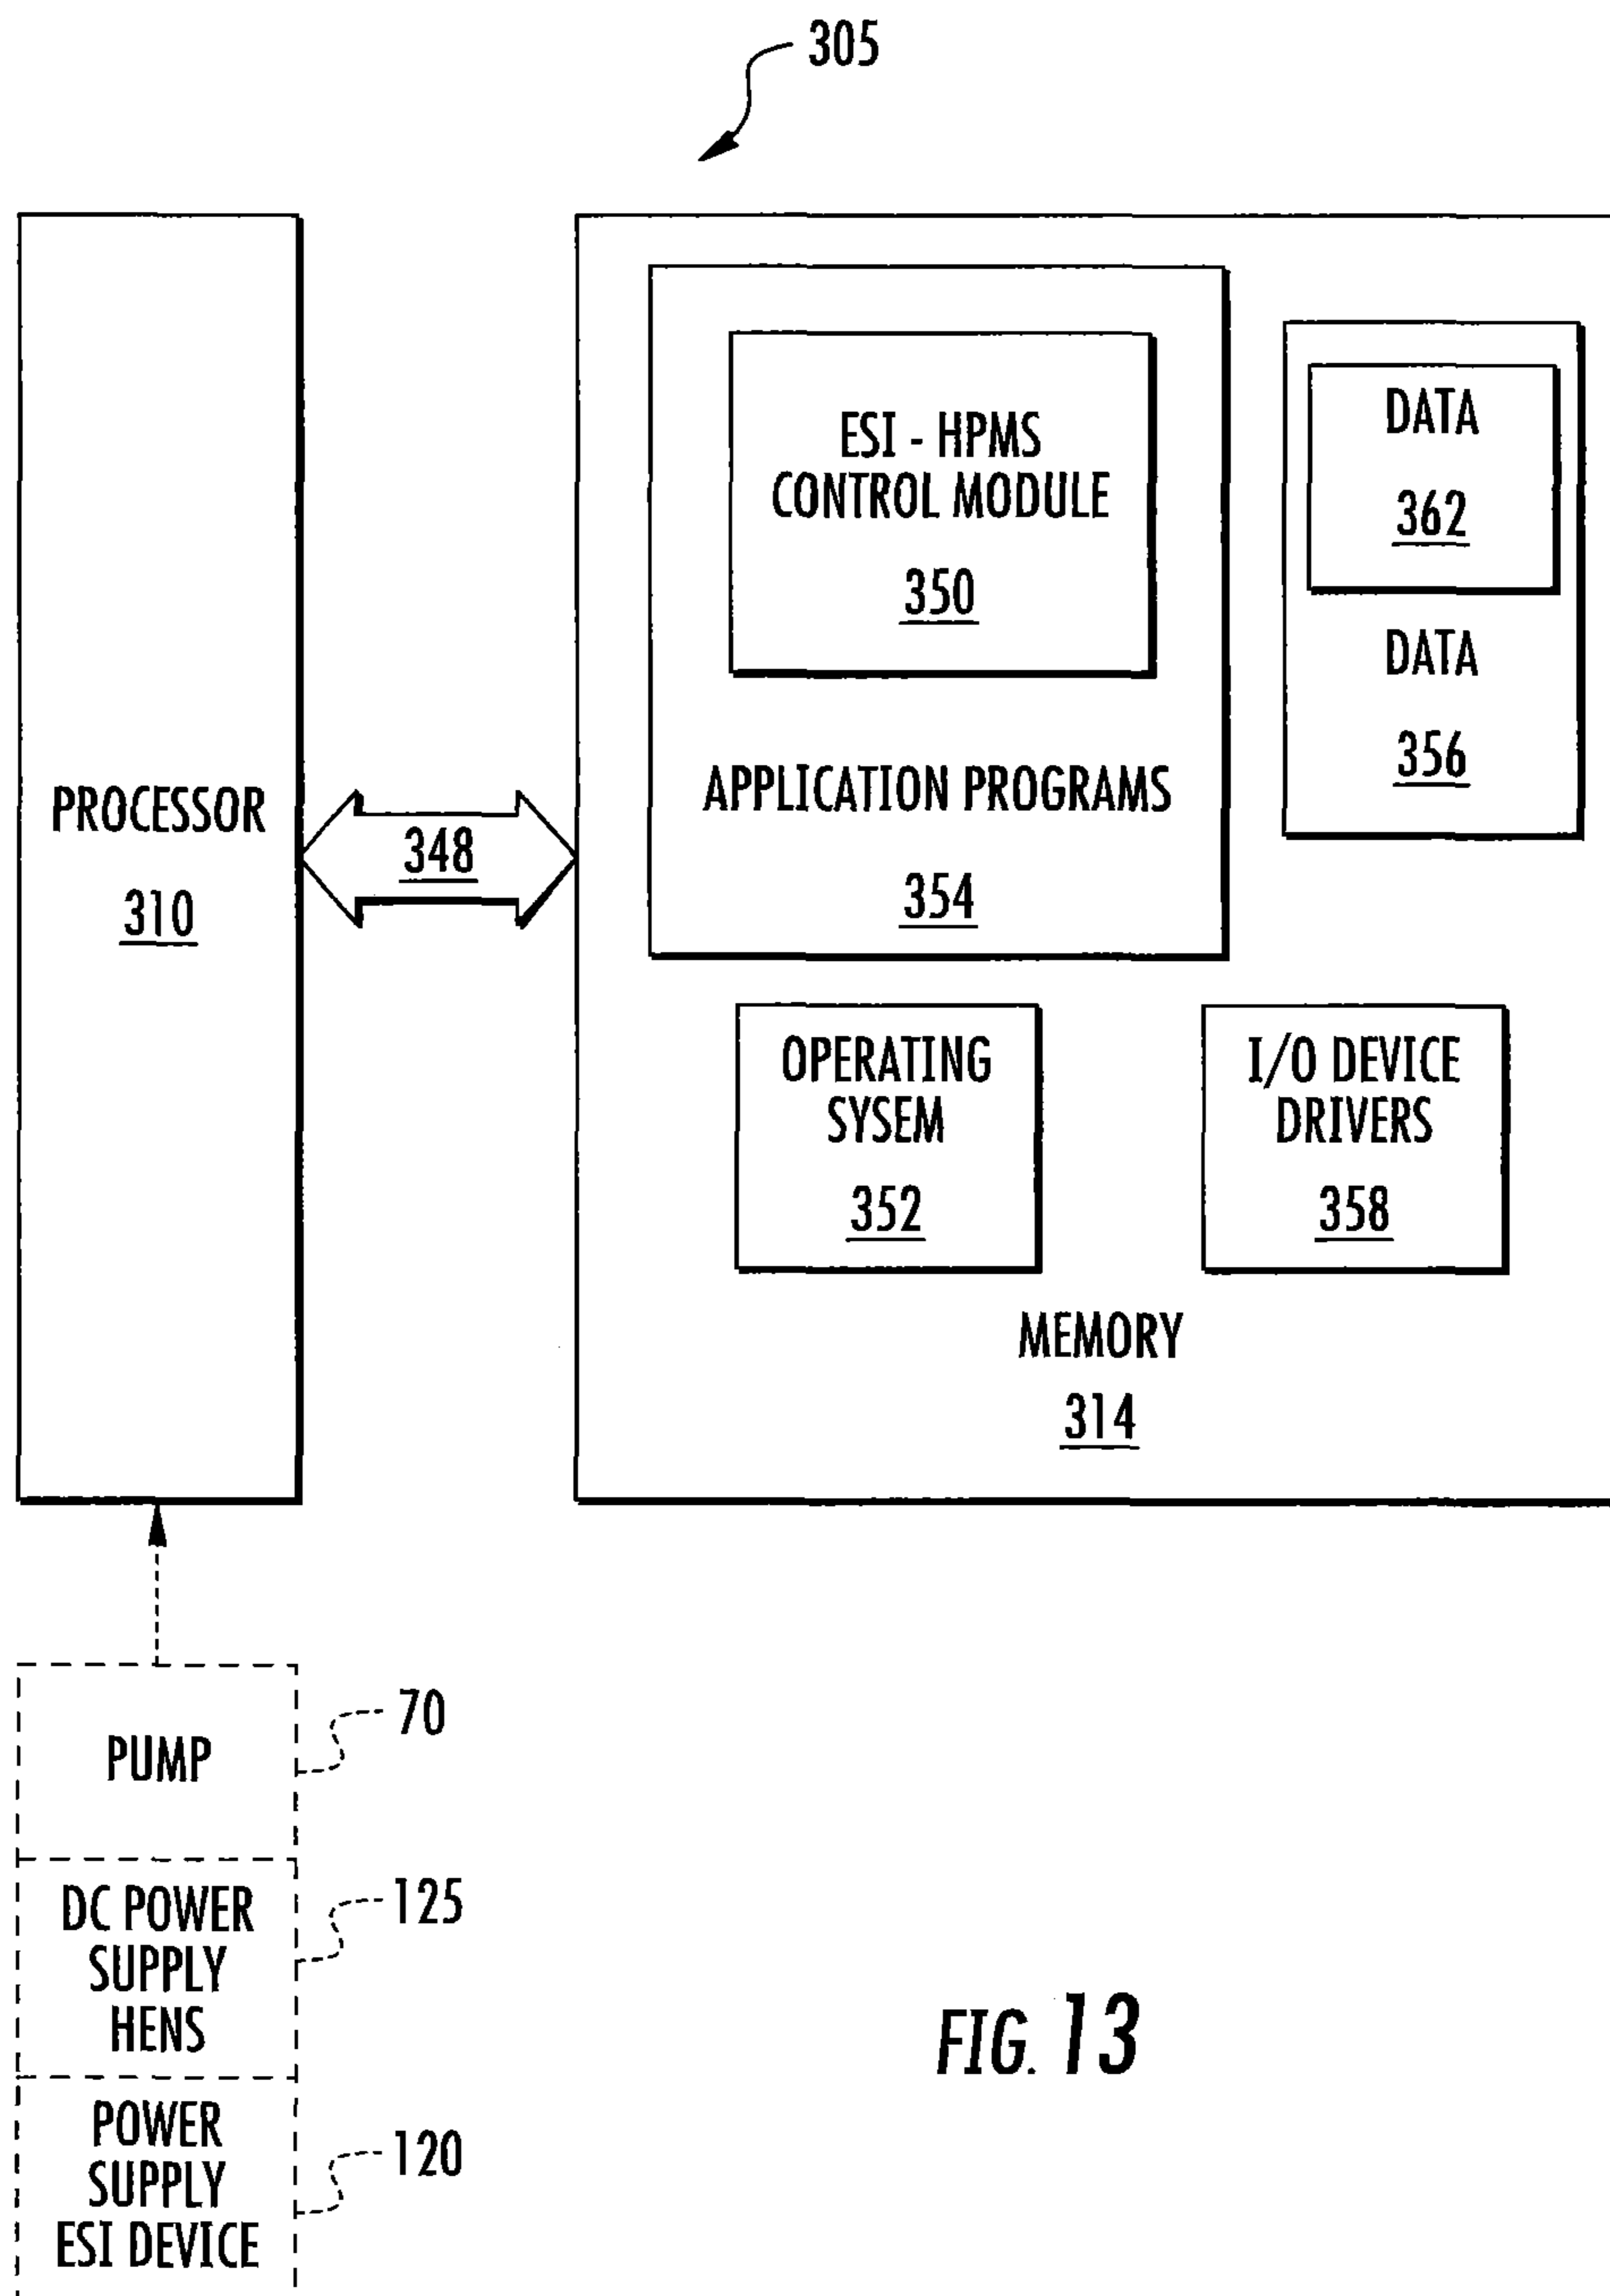 305
PROCESSOR
310
348
ESI - HPMS
CONTROL MODULE
350
APPLICATION PROGRAMS
354
DATA
362
DATA
356
OPERATING
SYSEM
352
I/O DEVICE
DRIVERS
358
MEMORY
314
PUMP
70
DC POWER
SUPPLY
HENS
125
POWER
SUPPLY
ESI DEVICE
120
FIG. 13